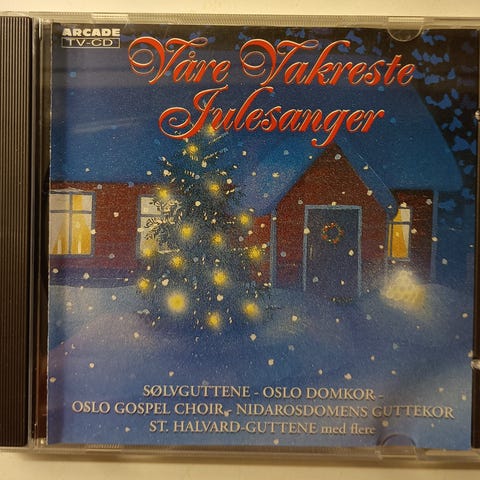 ARCADE
TV-CD
Våre Vakreste
Julesanger
SØLVGUTTENE - OSLO DOMKOR -
OSLO GOSPEL CHOIR - NIDAROSDOMENS GUTTEKOR
ST. HALVARD-GUTTENE med flere